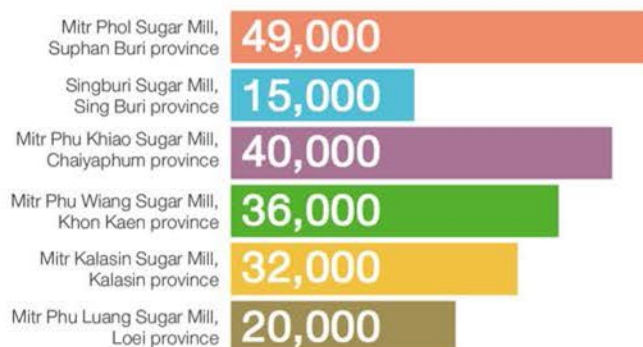 Mitr Phol Sugar Mill,
Suphan Buri province
49,000
Singburi Sugar Mill,
Sing Buri province
15,000
Mitr Phu Khiao Sugar Mill,
Chaiyaphum province
40,000
Mitr Phu Wiang Sugar Mill,
Khon Kaen province
36,000
Mitr Kalasin Sugar Mill,
Kalasin province
32,000
Mitr Phu Luang Sugar Mill,
Loei province
20,000